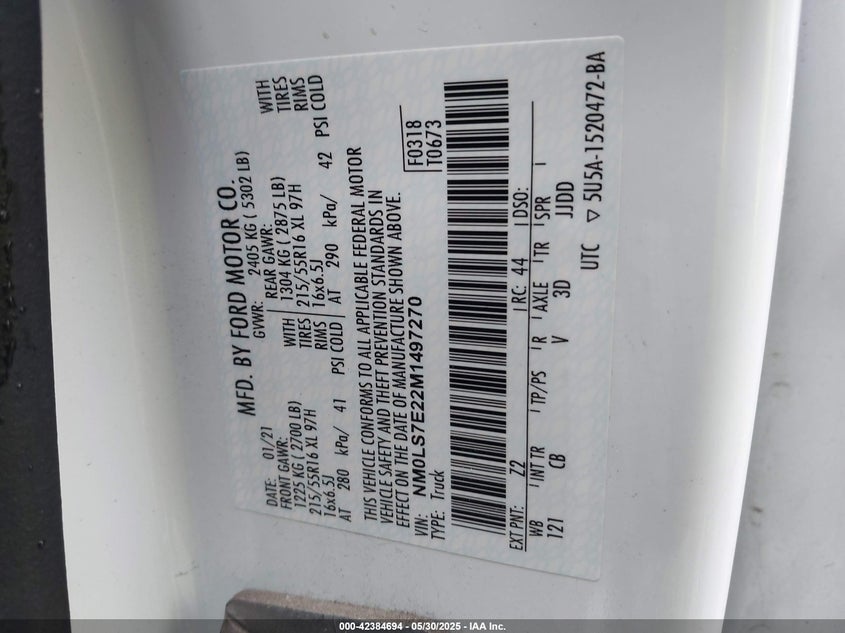 MFD. BY FORD MOTOR CO.
DATE: 01/21 GVWR: 2405 KG ( 5302 LB)
FRONT GAWR: REAR GAWR:
1225 KG ( 2700 LB) WITH 1304 KG ( 2875 LB) WITH
215/55R16 XL 97H TIRES 215/55R16 XL 97H TIRES
16x6.5J RIMS 16x6.5J RIMS
AT 280 kPa/ 41 PSI COLD AT 290 kPa/ 42 PSI COLD
THIS VEHICLE CONFORMS TO ALL APPLICABLE FEDERAL MOTOR
VEHICLE SAFETY AND THEFT PREVENTION STANDARDS IN
EFFECT ON THE DATE OF MANUFACTURE SHOWN ABOVE.
VIN: NM0LS7E22M1497270 F0318
TYPE: Truck T0673
EXT PNT: Z2 RC: 44 DSO:
WB INT TR TP/PS R AXLE TR SPR
121 CB V 3D JJDD
UTC ▽ 5U5A-1520472-BA
000-42384694 - 05/30/2025 - IAA Inc.